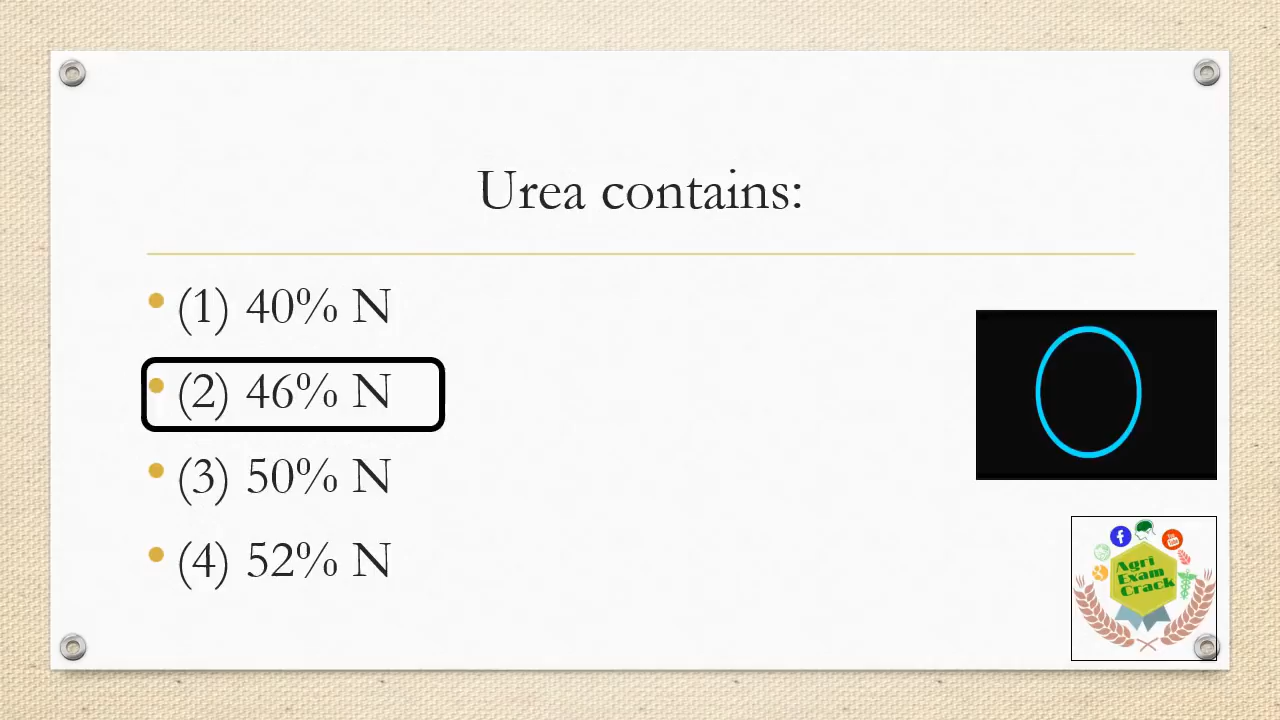 Urea contains:
(1) 40% N
(2) 46% N
(3) 50% N
(4) 52% N
O
Agri
Exam
Crack